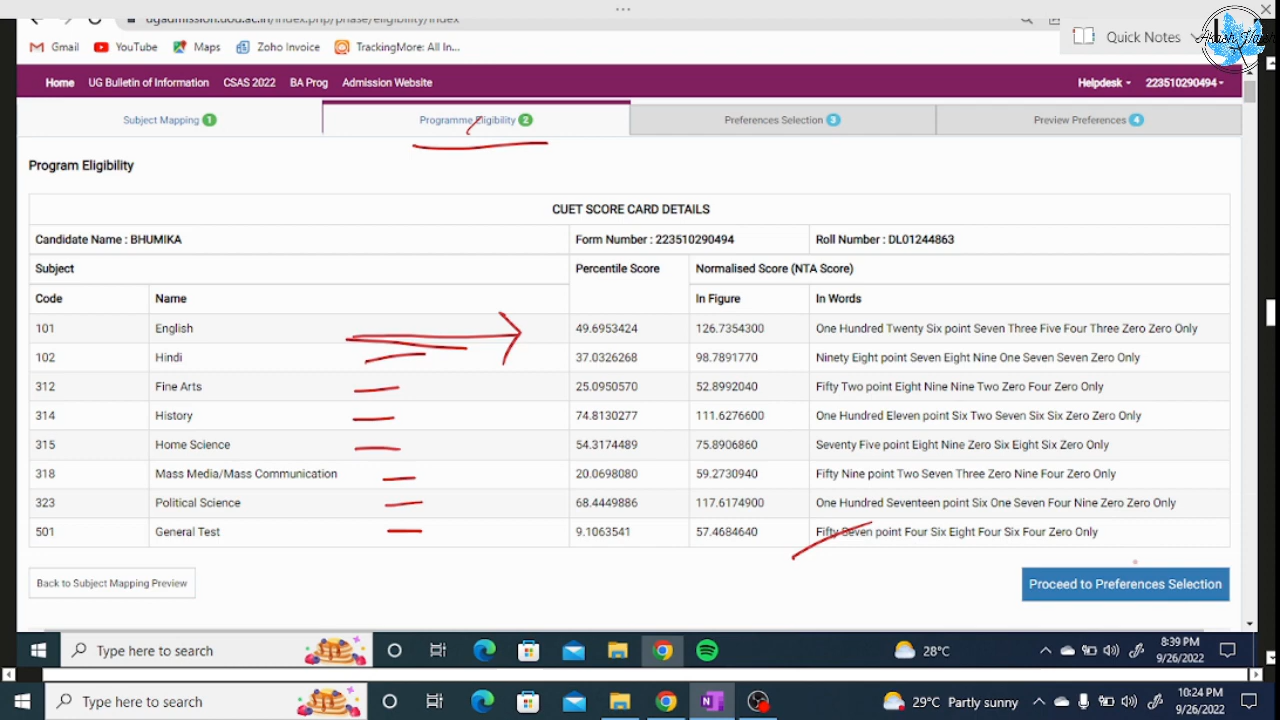 ugadmission.uod.ac.in/index.php/phase/eligibility/index
Quick Notes
Gmail YouTube Maps Zoho Invoice TrackingMore: All In...
Home UG Bulletin of Information CSAS 2022 BA Prog Admission Website Helpdesk 223510290494
Subject Mapping 1 Programme Eligibility 2 Preferences Selection 3 Preview Preferences 4
Program Eligibility
CUET SCORE CARD DETAILS
Candidate Name : BHUMIKA Form Number : 223510290494 Roll Number : DL01244863
Subject Percentile Score Normalised Score (NTA Score)
Code Name In Figure In Words
101 English 49.6953424 126.7354300 One Hundred Twenty Six point Seven Three Five Four Three Zero Zero Only
102 Hindi 37.0326268 98.7891770 Ninety Eight point Seven Eight Nine One Seven Seven Zero Only
312 Fine Arts 25.0950570 52.8992040 Fifty Two point Eight Nine Nine Two Zero Four Zero Only
314 History 74.8130277 111.6276600 One Hundred Eleven point Six Two Seven Six Six Zero Zero Only
315 Home Science 54.3174489 75.8906860 Seventy Five point Eight Nine Zero Six Eight Six Zero Only
318 Mass Media/Mass Communication 20.0698080 59.2730940 Fifty Nine point Two Seven Three Zero Nine Four Zero Only
323 Political Science 68.4449886 117.6174900 One Hundred Seventeen point Six One Seven Four Nine Zero Zero Only
501 General Test 9.1063541 57.4684640 Fifty Seven point Four Six Eight Four Six Four Zero Only
Back to Subject Mapping Preview Proceed to Preferences Selection
Type here to search 28°C 8:39 PM
9/26/2022
Type here to search 29°C Partly sunny 10:24 PM
9/26/2022